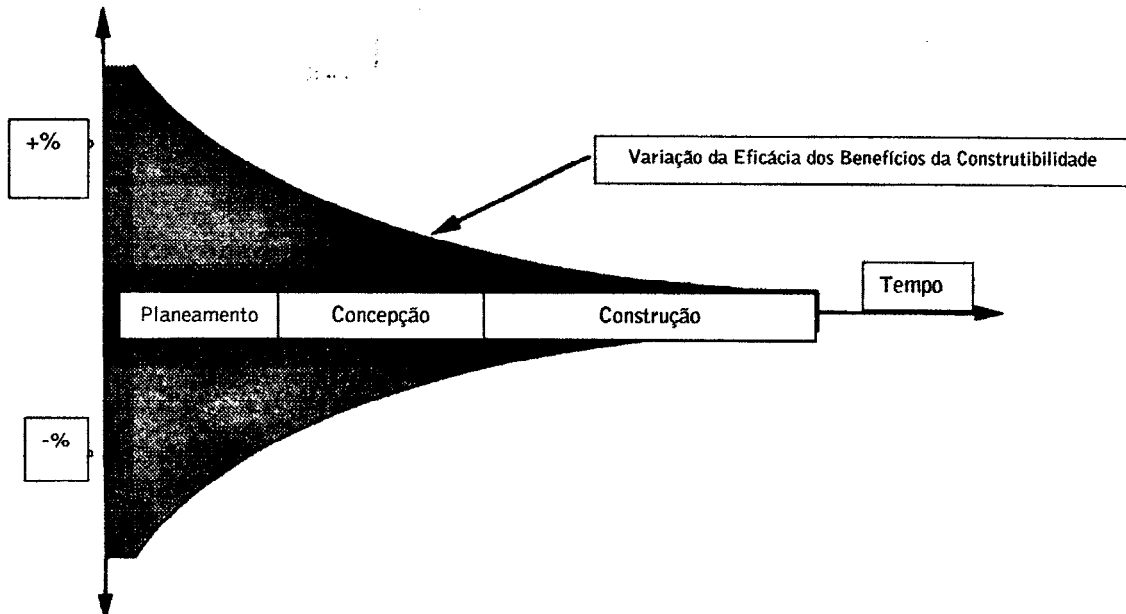 +%
Variação da Eficácia dos Benefícios da Construtibilidade
Tempo
Planeamento
Concepção
Construção
-%